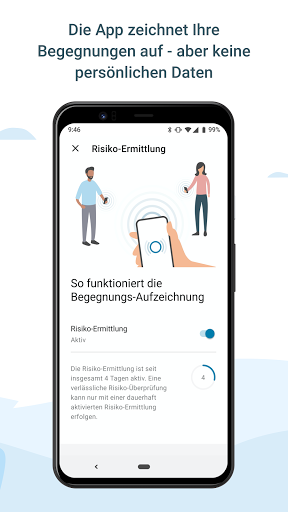 Die App zeichnet Ihre
Begegnungen auf - aber keine
persönlichen Daten
9:46
99%
Risiko-Ermittlung
So funktioniert die
Begegnungs-Aufzeichnung
Risiko-Ermittlung
Aktiv
Die Risiko-Ermittlung ist seit
insgesamt 4 Tagen aktiv. Eine
verlässliche Risiko-Überprüfung
kann nur mit einer dauerhaft
aktivierten Risiko-Ermittlung
erfolgen.
4